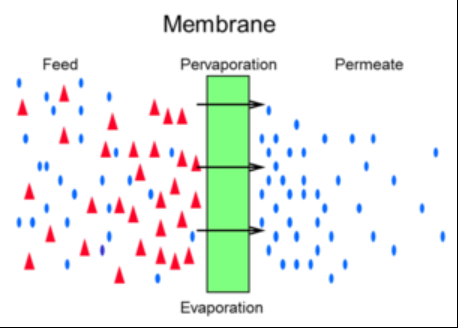 Membrane
Feed
Pervaporation
Permeate
Evaporation